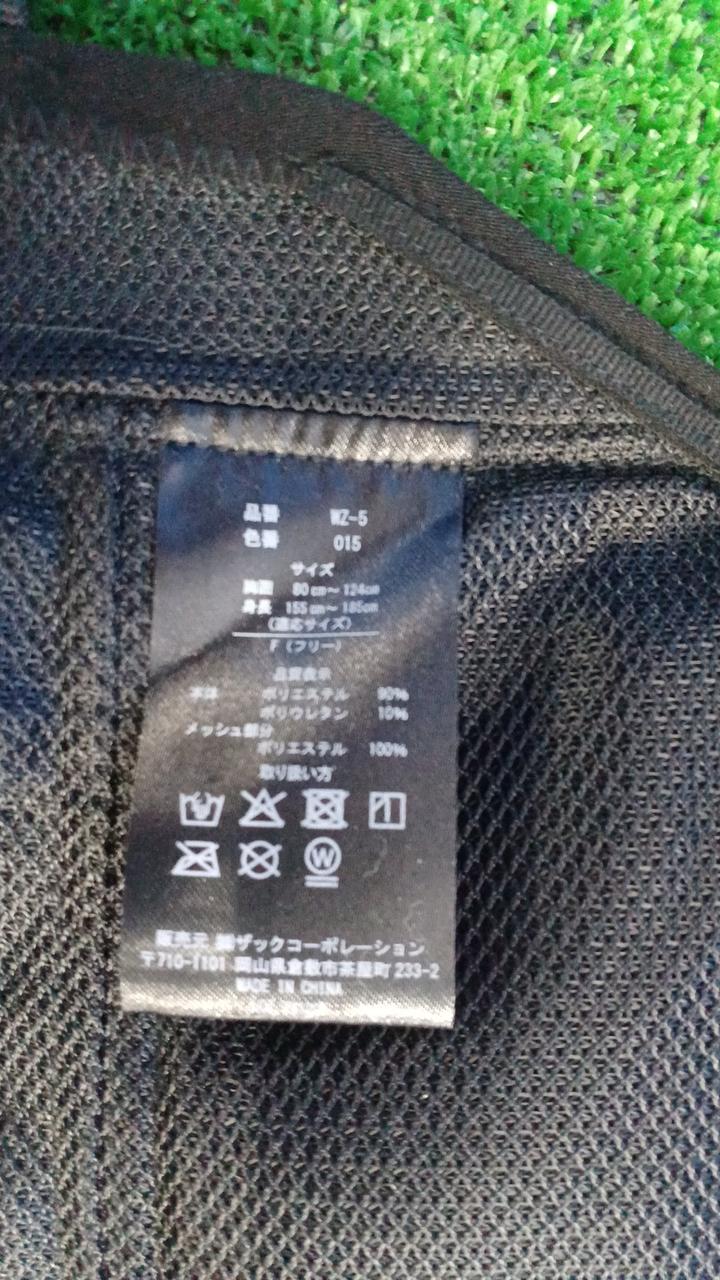 品番 WZ-5
色番 015
サイズ
胸囲 80cm～124cm
身長 155cm～185cm
(適応サイズ)
F (フリー)
品質表示
本体 ポリエステル 90%
ポリウレタン 10%
メッシュ部分
ポリエステル 100%
取り扱い方
W
販売元 ㈱ザックコーポレーション
〒710-1101 岡山県倉敷市茶屋町233-2
MADE IN CHINA